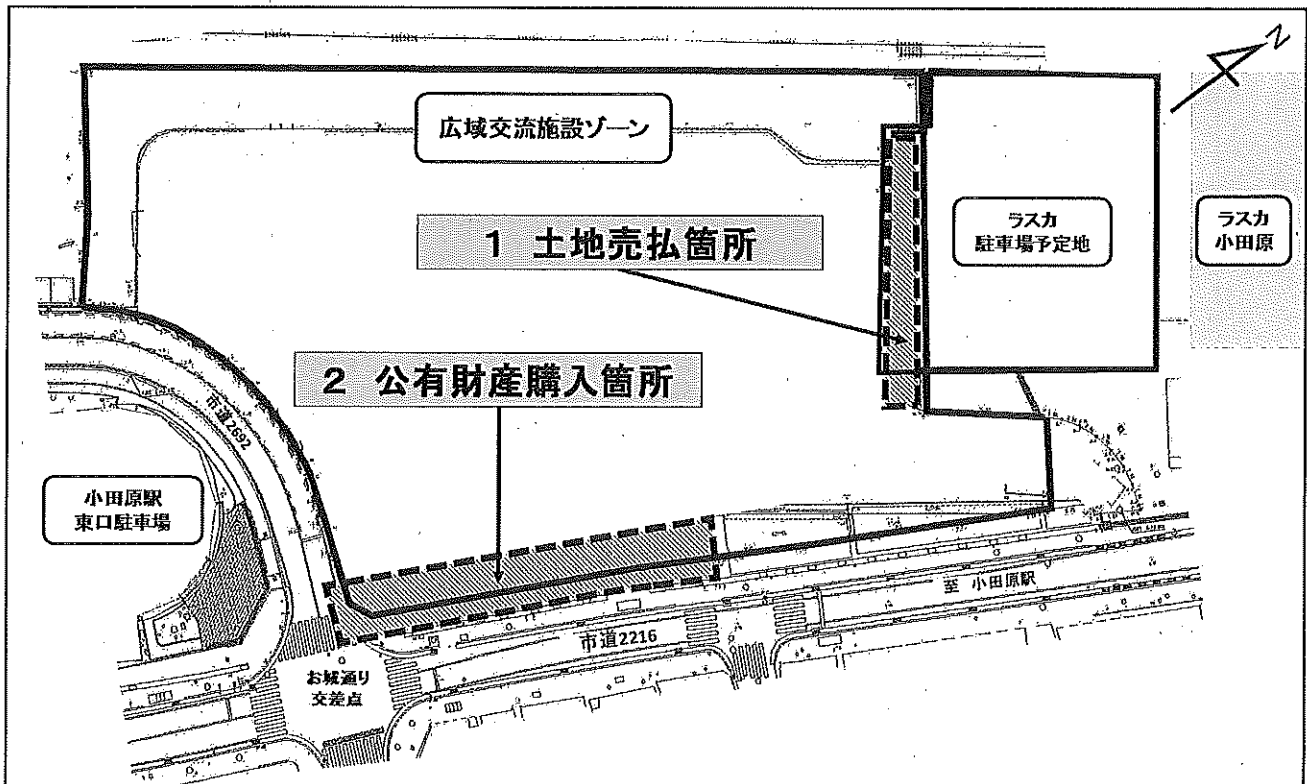 N
広域交流施設ゾーン
1 土地売払箇所
ラスカ
駐車場予定地
ラスカ
小田原
2 公有財産購入箇所
市道2692
小田原駅
東口駐車場
至 小田原駅
市道2216
お城通り
交差点